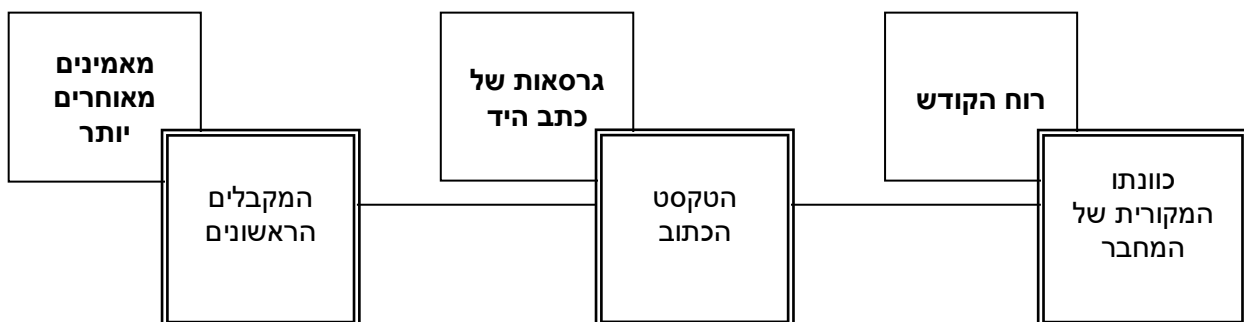 רוח הקודש
כוונתו
המקורית של
המחבר
גרסאות של
כתב היד
הטקסט
הכתוב
מאמינים
מאוחרים
יותר
המקבלים
הראשונים